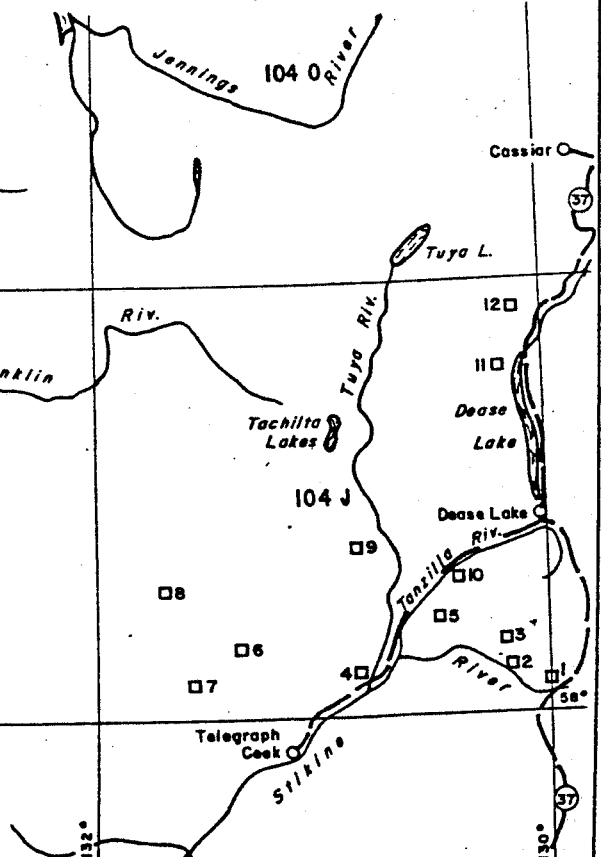 Jennings
River
104 O
Cassiar
37
Tuya L.
Riv.
Tuya Riv.
12
11
nklin
Dease
Lake
Tachilta
Lakes
104 J
Dease Lake
Tanzilla Riv.
9
10
8
5
3
6
2
4
1
7
River
58°
Telegraph
Ceek
Stikine
37
132°
130°